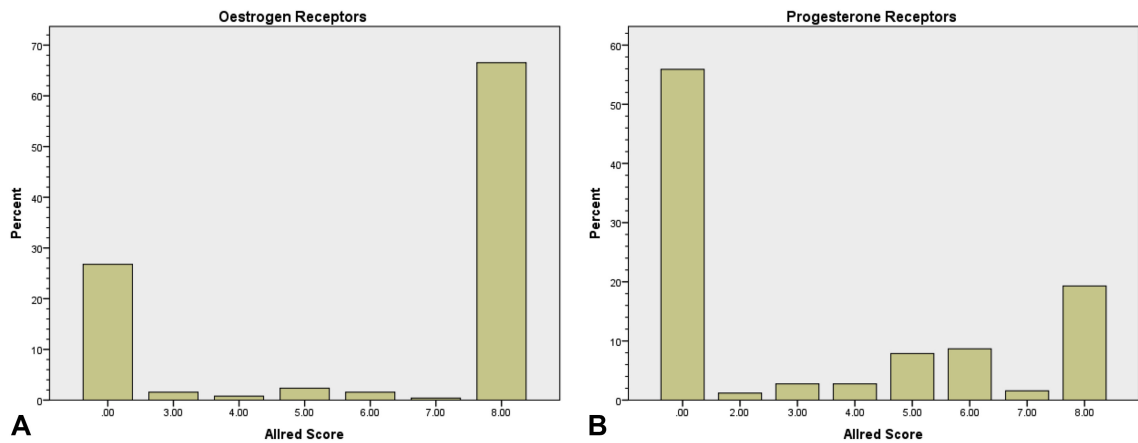 Oestrogen Receptors
70
60
50
40
30
20
10
0
Percent
.00 3.00 4.00 5.00 6.00 7.00 8.00
Allred Score
A
Progesterone Receptors
60
50
40
30
20
10
0
Percent
.00 2.00 3.00 4.00 5.00 6.00 7.00 8.00
Allred Score
B